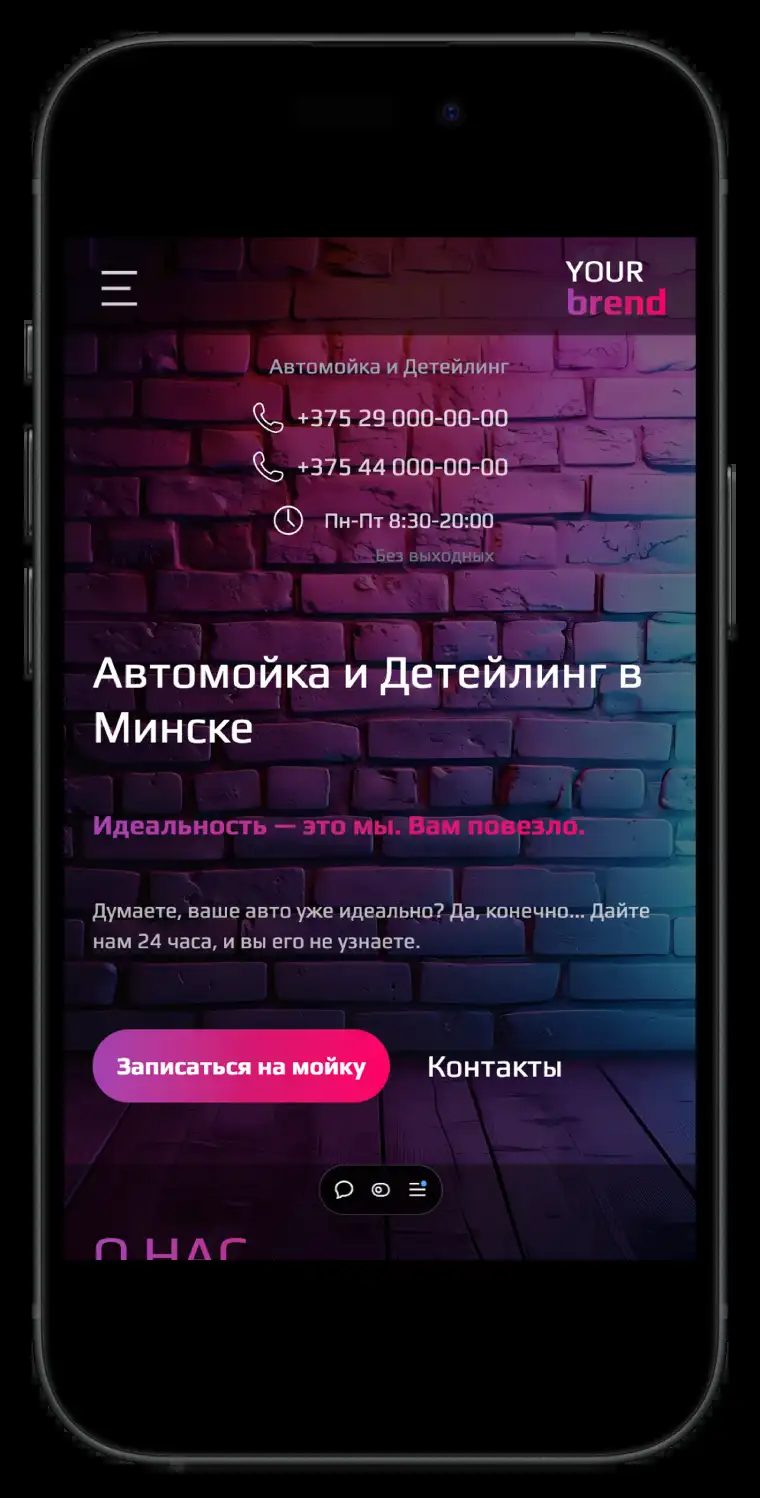 YOUR
brend
Автомойка и Детейлинг
+375 29 000-00-00
+375 44 000-00-00
Пн-Пт 8:30-20:00
Без выходных
Автомойка и Детейлинг в
Минске
Идеальность — это мы. Вам повезло.
Думаете, ваше авто уже идеально? Да, конечно... Дайте
нам 24 часа, и вы его не узнаете.
Записаться на мойку
Контакты
О НАС